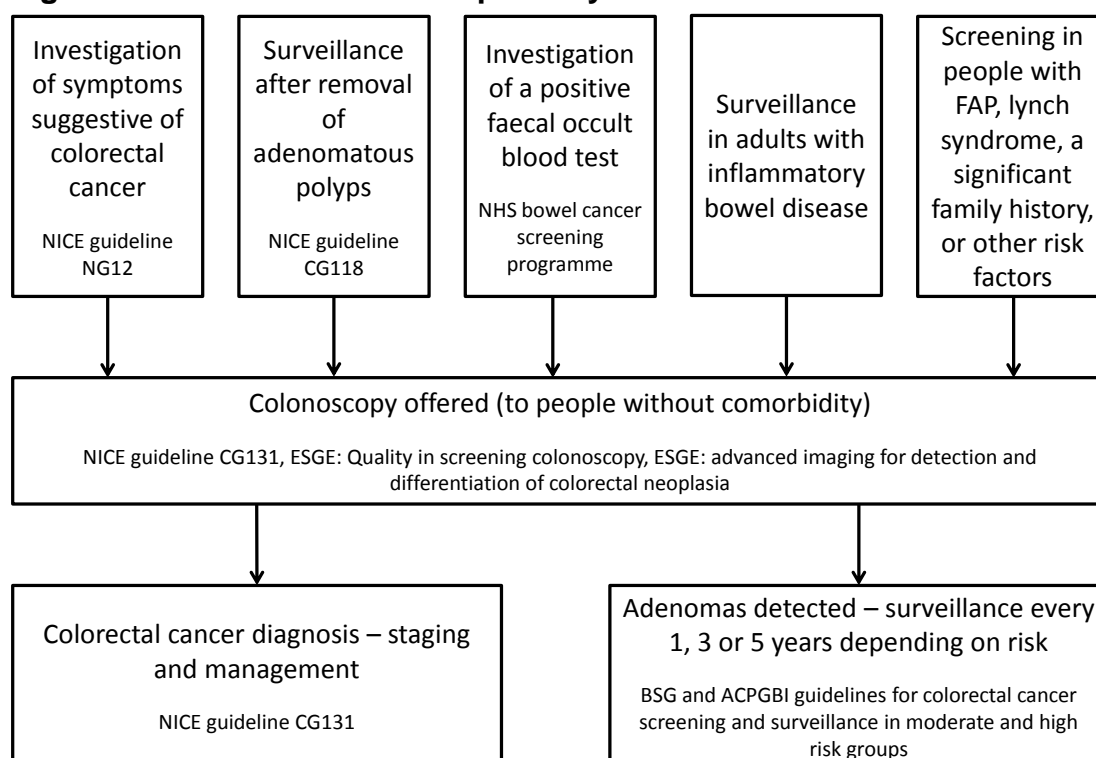 Investigation
of symptoms
suggestive of
colorectal
cancer
NICE guideline
NG12
Surveillance
after removal
of
adenomatous
polyps
NICE guideline
CG118
Investigation
of a positive
faecal occult
blood test
NHS bowel cancer
screening
programme
Surveillance
in adults with
inflammatory
bowel disease
Screening in
people with
FAP, lynch
syndrome, a
significant
family history,
or other risk
factors
Colonoscopy offered (to people without comorbidity)
NICE guideline CG131, ESGE: Quality in screening colonoscopy, ESGE: advanced imaging for detection and
differentiation of colorectal neoplasia
Colorectal cancer diagnosis – staging
and management
NICE guideline CG131
Adenomas detected – surveillance every
1, 3 or 5 years depending on risk
BSG and ACPGBI guidelines for colorectal cancer
screening and surveillance in moderate and high
risk groups